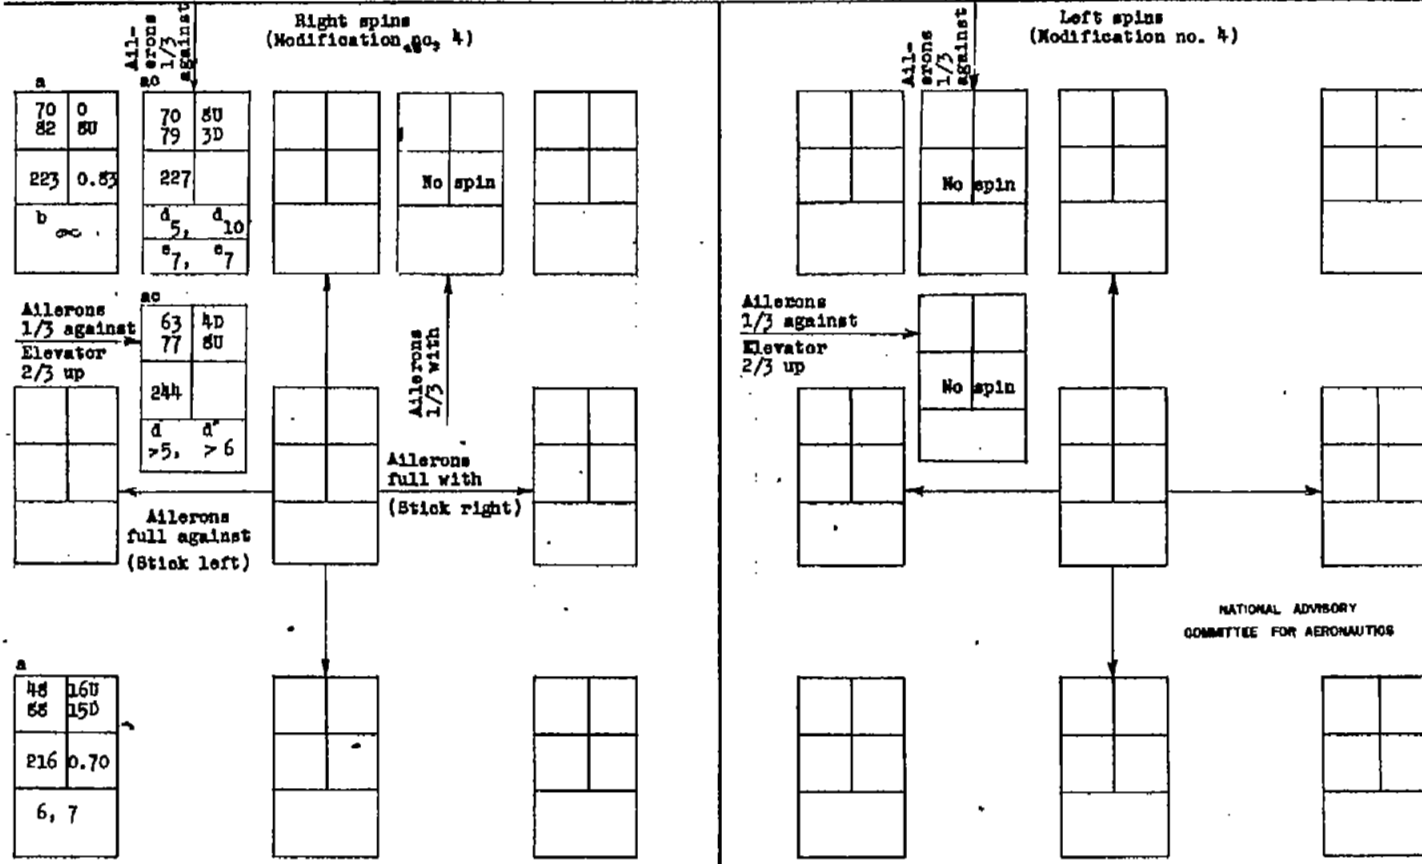 Right spins
(Modification no. 4)
Ail-
erons
1/3
against
a
70 0
82 8U
223 0.83
b
∞
ac
70 8U
79 3D
227
d5, d10
e7, e7
No spin
Ailerons
1/3 against
Elevator
2/3 up
ac
63 4D
77 8U
244
d d
>5, >6
Ailerons
1/3 with
Ailerons
full with
(Stick right)
Ailerons
full against
(Stick left)
a
48 16U
88 15D
216 0.70
6, 7
Left spins
(Modification no. 4)
Ail-
erons
1/3
against
No spin
Ailerons
1/3 against
Elevator
2/3 up
No spin
NATIONAL ADVISORY
COMMITTEE FOR AERONAUTICS